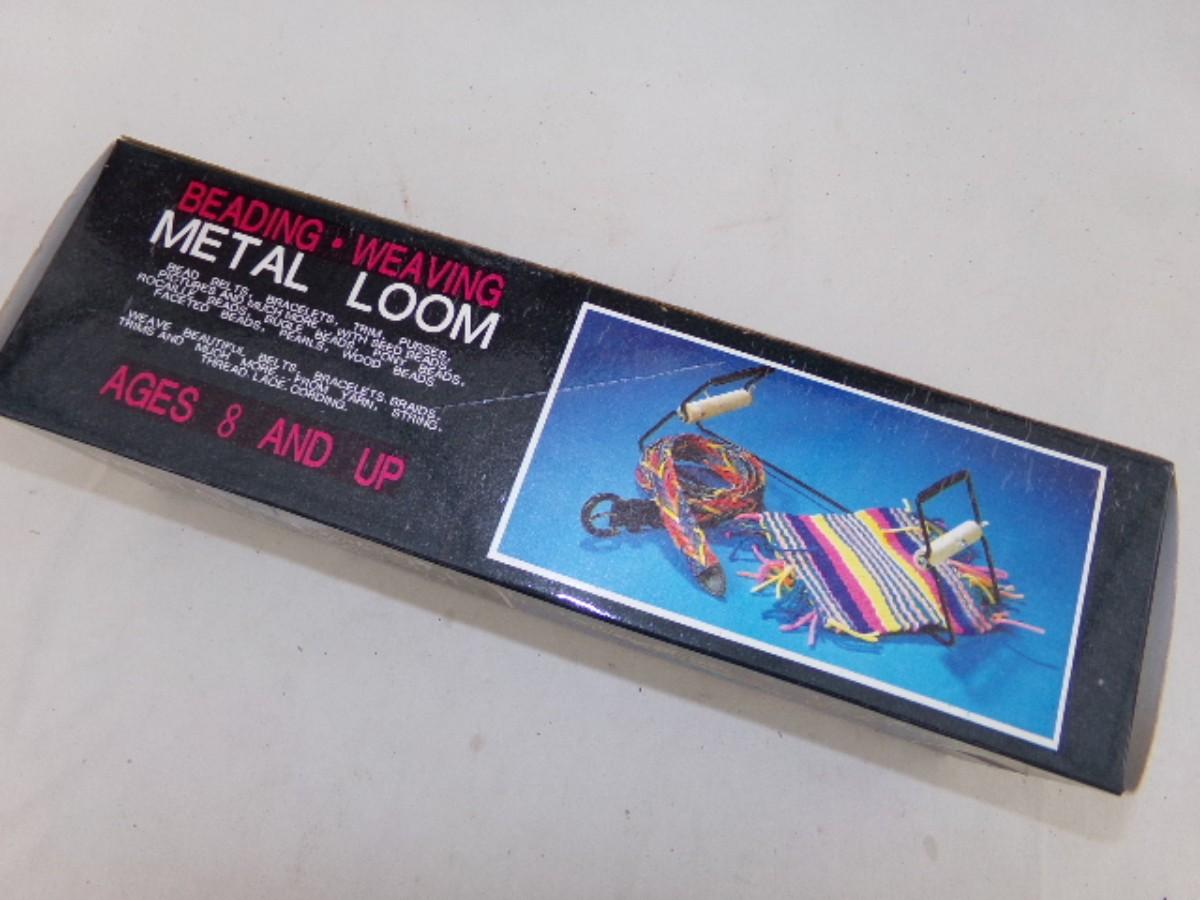 BEADING • WEAVING
METAL LOOM
BEAD BELTS, BRACELETS, TRIM, PURSES,
PICTURES AND MUCH MORE WITH SEED BEADS,
ROCAILLE BEADS, BUGLE BEADS, PONY BEADS,
FACETED BEADS, PEARLS, WOOD BEADS
WEAVE BEAUTIFUL BELTS, BRACELETS, BRAIDS,
TRIMS AND MUCH MORE FROM YARN, STRING,
THREAD, LACE, CORDING.
AGES 8 AND UP